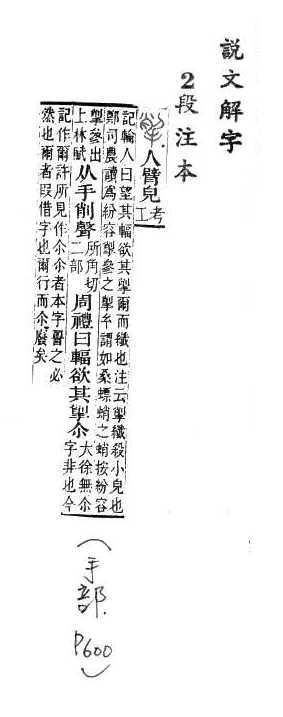 說文解字
2段注本
人臂皃考工
記輪人曰望其輻欲其揱爾而纖也注云揱纖殺小皃也
鄭司農讀爲紛容揱參之揱玄謂如桑螵蛸之蛸按紛容
揱參出上林賦从手削聲所角切二部周禮曰輻欲其揱尒大徐無尒字非也今
記作爾許所見作尒尒者本字䛐之必
然也爾者叚借字也爾行而尒廢矣
(手部. P600)